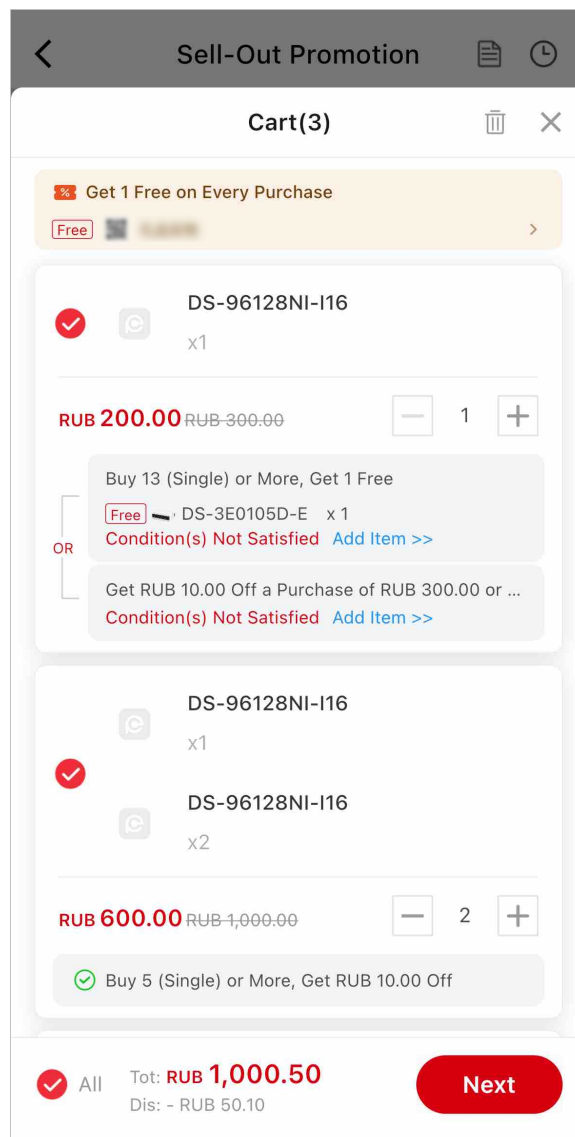 Sell-Out Promotion
Cart(3)
% Get 1 Free on Every Purchase
Free
DS-96128NI-I16
x1
RUB 200.00 RUB 300.00
1
Buy 13 (Single) or More, Get 1 Free
Free DS-3E0105D-E x 1
Condition(s) Not Satisfied Add Item >>
OR
Get RUB 10.00 Off a Purchase of RUB 300.00 or ...
Condition(s) Not Satisfied Add Item >>
DS-96128NI-I16
x1
DS-96128NI-I16
x2
RUB 600.00 RUB 1,000.00
2
Buy 5 (Single) or More, Get RUB 10.00 Off
All
Tot: RUB 1,000.50
Dis: - RUB 50.10
Next